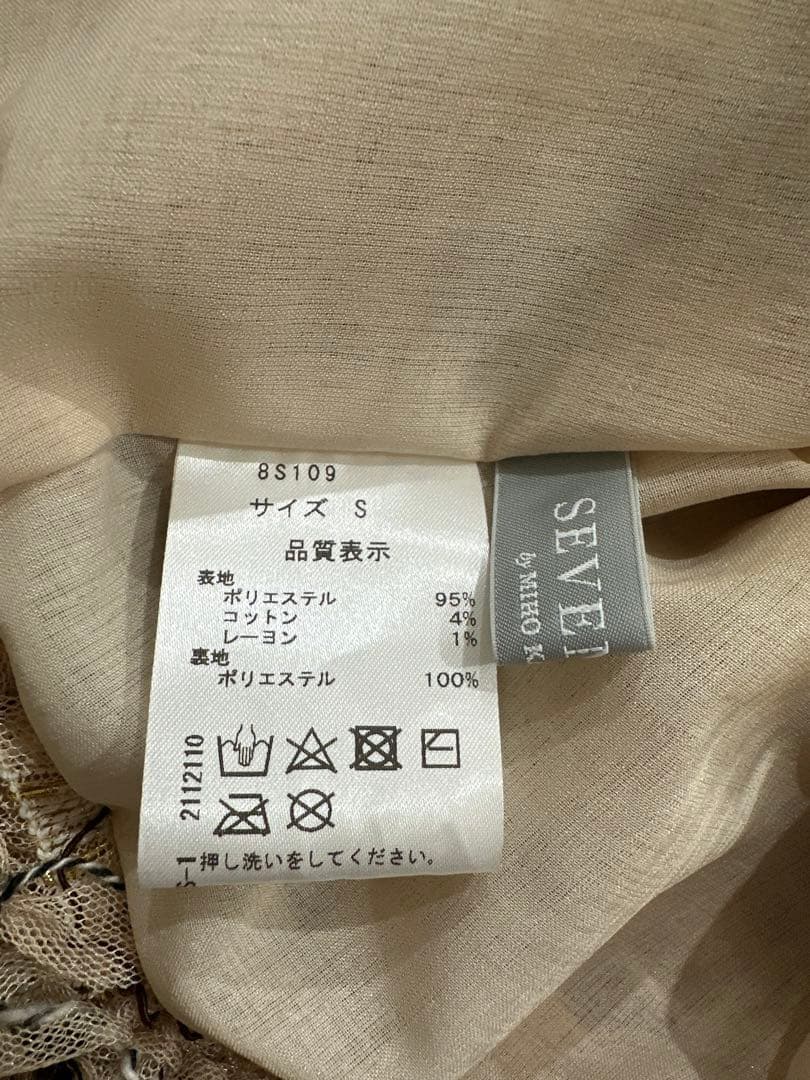 8S109
サイズ S
品質表示
表地
ポリエステル 95%
コットン 4%
レーヨン 1%
裏地
ポリエステル 100%
2112110
-1 押し洗いをしてください。
by MIHO